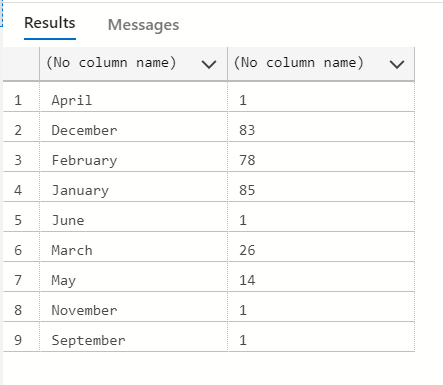 Results Messages
(No column name) (No column name)
1 April 1
2 December 83
3 February 78
4 January 85
5 June 1
6 March 26
7 May 14
8 November 1
9 September 1